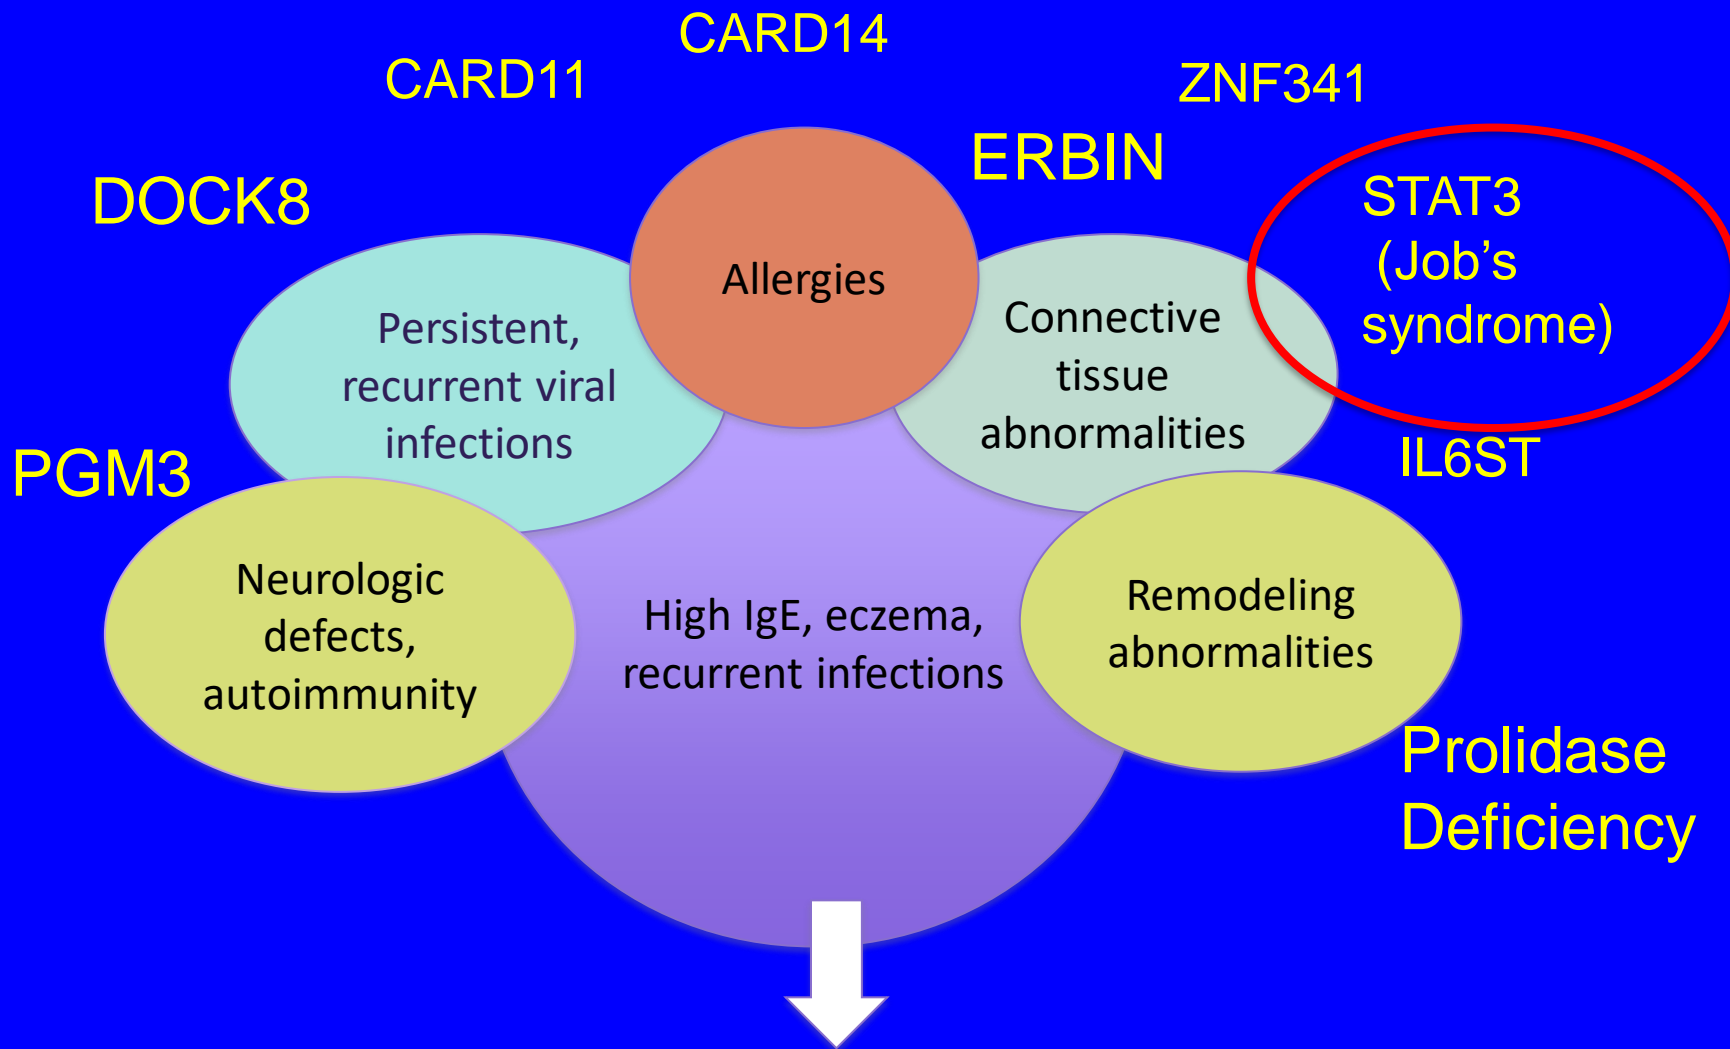 CARD14
CARD11
ZNF341
ERBIN
DOCK8
STAT3
(Job's
syndrome)
Allergies
Persistent,
recurrent viral
infections
Connective
tissue
abnormalities
PGM3
IL6ST
Neurologic
defects,
autoimmunity
High IgE, eczema,
recurrent infections
Remodeling
abnormalities
Prolidase
Deficiency